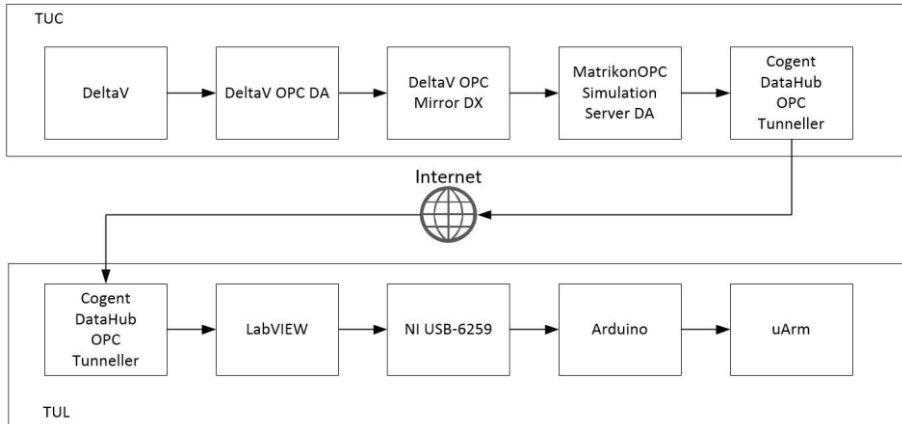 TUC
DeltaV
DeltaV OPC DA
DeltaV OPC
Mirror DX
MatrikonOPC
Simulation
Server DA
Cogent
DataHub
OPC
Tunneller
Internet
Cogent
DataHub
OPC
Tunneller
LabVIEW
NI USB-6259
Arduino
uArm
TUL